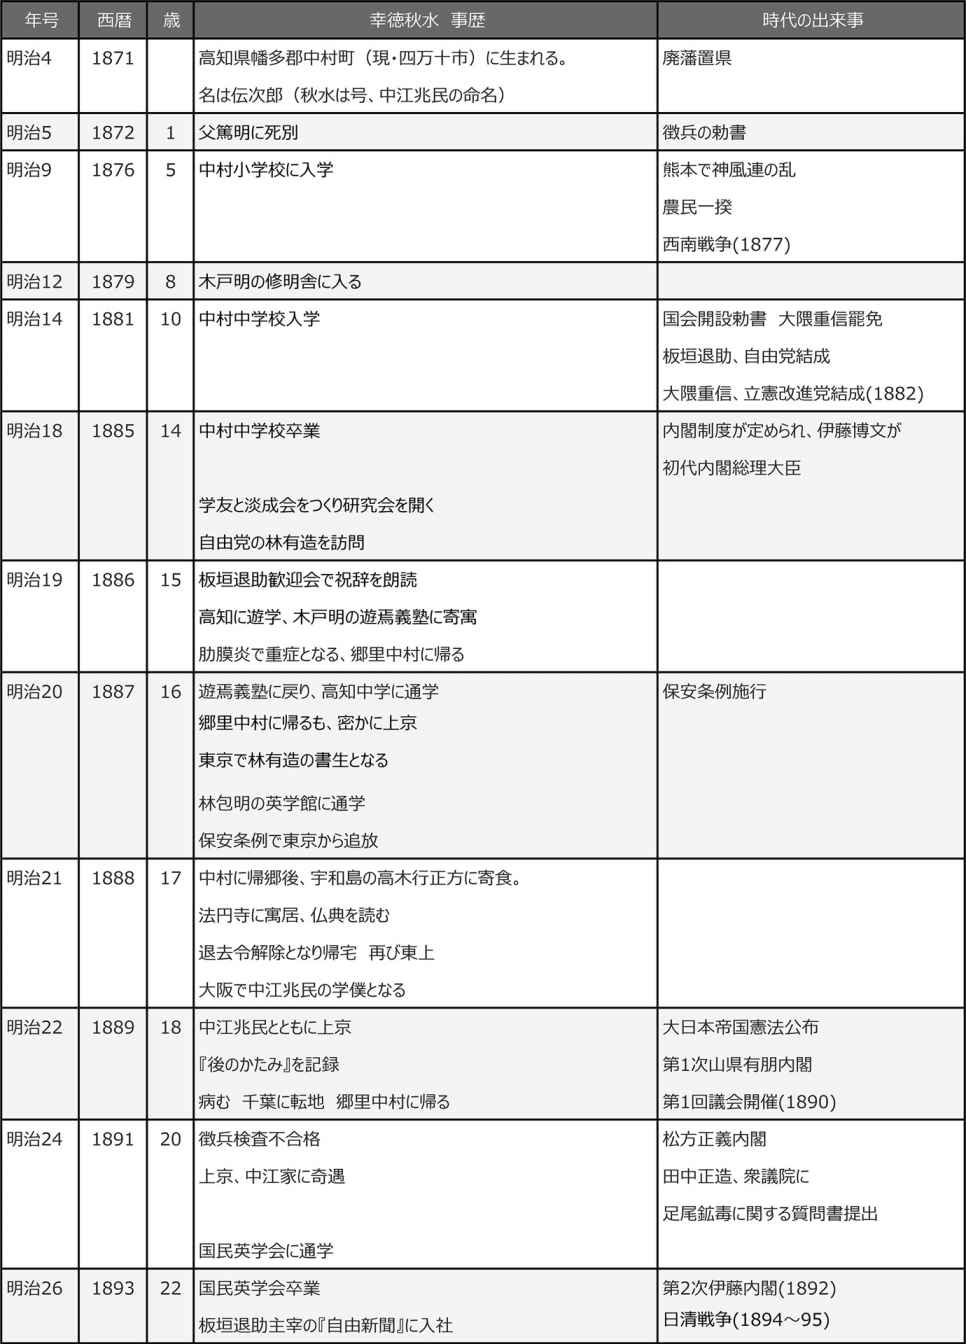 年号 西暦 歳 幸徳秋水 事歴 時代の出来事
明治4 1871 高知県幡多郡中村町（現・四万十市）に生まれる。 廃藩置県
名は伝次郎（秋水は号、中江兆民の命名）
明治5 1872 1 父篤明に死別 徴兵の勅書
明治9 1876 5 中村小学校に入学 熊本で神風連の乱
農民一揆
西南戦争(1877)
明治12 1879 8 木戸明の修明舎に入る
明治14 1881 10 中村中学校入学 国会開設勅書 大隈重信罷免
板垣退助、自由党結成
大隈重信、立憲改進党結成(1882)
明治18 1885 14 中村中学校卒業 内閣制度が定められ、伊藤博文が
初代内閣総理大臣
学友と淡成会をつくり研究会を開く
自由党の林有造を訪問
明治19 1886 15 板垣退助歓迎会で祝辞を朗読
高知に遊学、木戸明の遊焉義塾に寄寓
肋膜炎で重症となる、郷里中村に帰る
明治20 1887 16 遊焉義塾に戻り、高知中学に通学 保安条例施行
郷里中村に帰るも、密かに上京
東京で林有造の書生となる
林包明の英学館に通学
保安条例で東京から追放
明治21 1888 17 中村に帰郷後、宇和島の高木行正方に寄食。
法円寺に寓居、仏典を読む
退去令解除となり帰宅 再び東上
大阪で中江兆民の学僕となる
明治22 1889 18 中江兆民とともに上京 大日本帝国憲法公布
『後のかたみ』を記録 第1次山県有朋内閣
病む 千葉に転地 郷里中村に帰る 第1回議会開催(1890)
明治24 1891 20 徴兵検査不合格 松方正義内閣
上京、中江家に奇遇 田中正造、衆議院に
足尾鉱毒に関する質問書提出
国民英学会に通学
明治26 1893 22 国民英学会卒業 第2次伊藤内閣(1892)
板垣退助主宰の『自由新聞』に入社 日清戦争(1894～95)